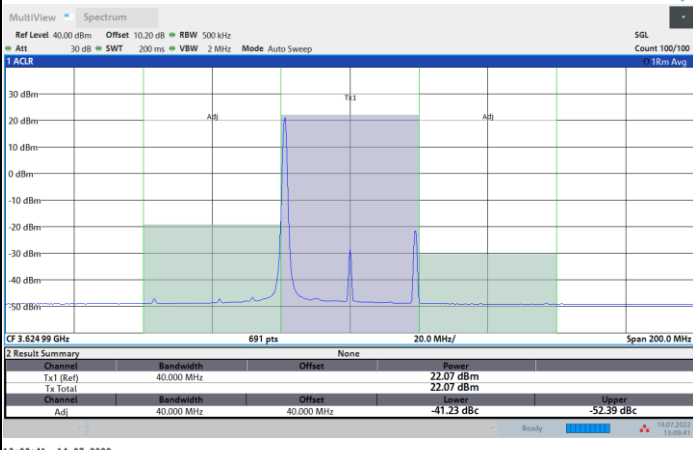 MultiView Spectrum
Ref Level 40.00 dBm Offset 10.20 dB RBW 500 kHz SGL
Att 30 dB SWT 200 ms VBW 2 MHz Mode Auto Sweep Count 100/100
1 ACLR 1Rm Avg
30 dBm
Tx1
20 dBm Adj Adj
10 dBm
0 dBm
-10 dBm
-20 dBm
-30 dBm
-40 dBm
-50 dBm
CF 3.624 99 GHz 691 pts 20.0 MHz/ Span 200.0 MHz
2 Result Summary None
Channel Bandwidth Offset Power
Tx1 (Ref) 40.000 MHz 22.07 dBm
Tx Total 22.07 dBm
Channel Bandwidth Offset Lower Upper
Adj 40.000 MHz 40.000 MHz -41.23 dBc -52.39 dBc
Ready 14.07.2022
13:09:41